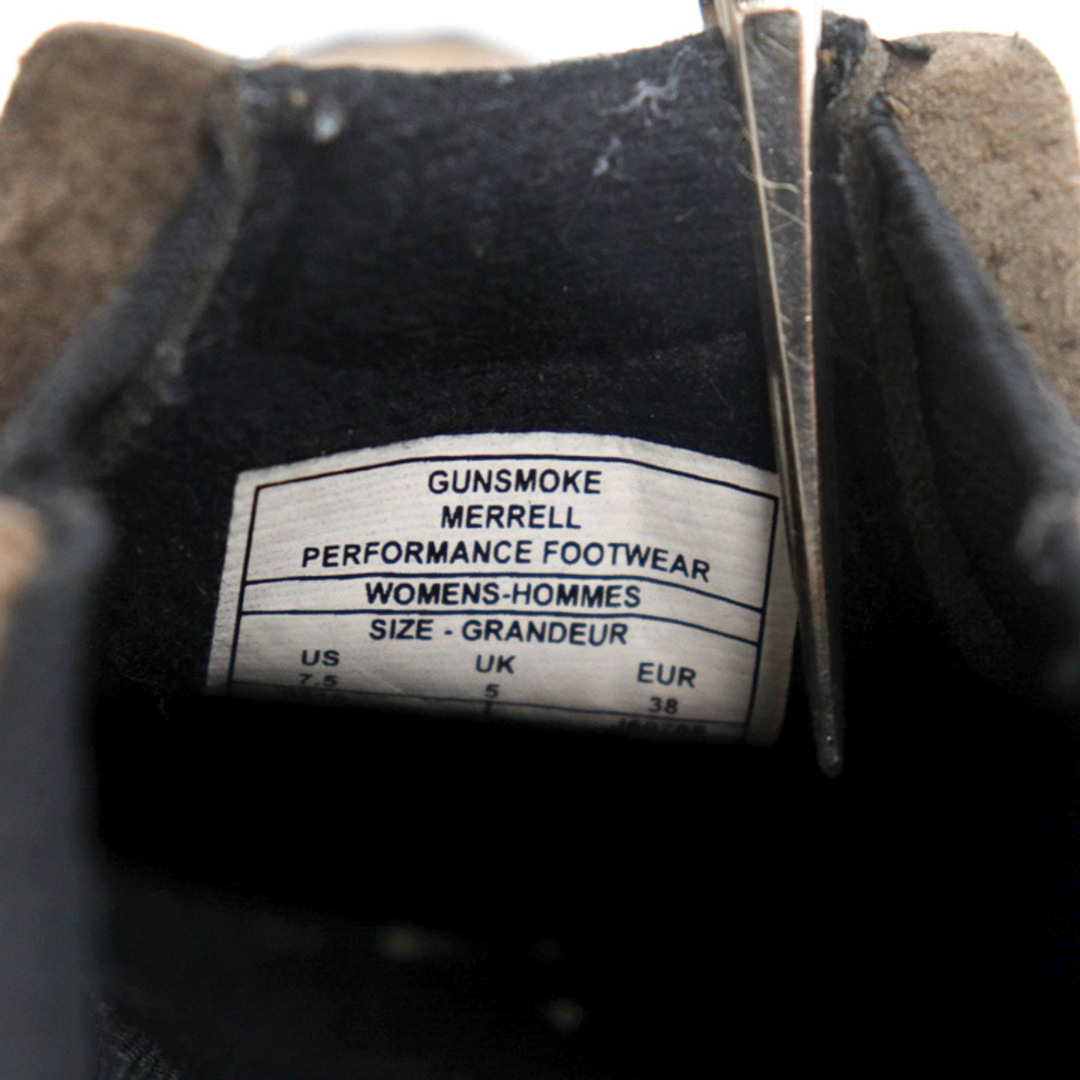 GUNSMOKE
MERRELL
PERFORMANCE FOOTWEAR
WOMENS-HOMMES
SIZE - GRANDEUR
US UK EUR
7.5 5 38